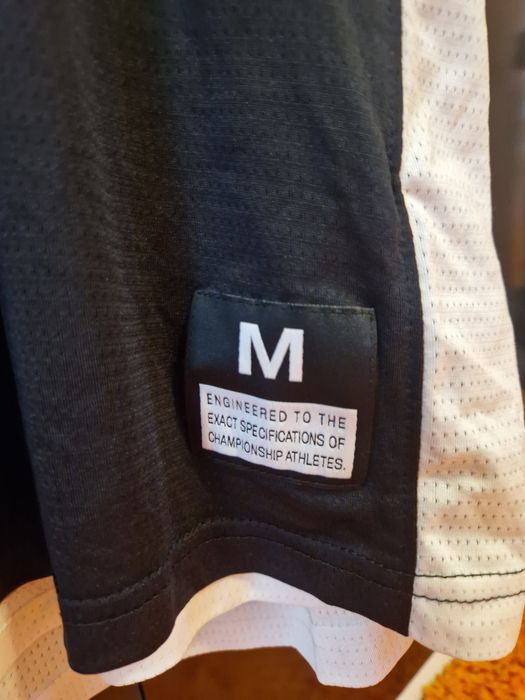 M
ENGINEERED TO THE
EXACT SPECIFICATIONS OF
CHAMPIONSHIP ATHLETES.